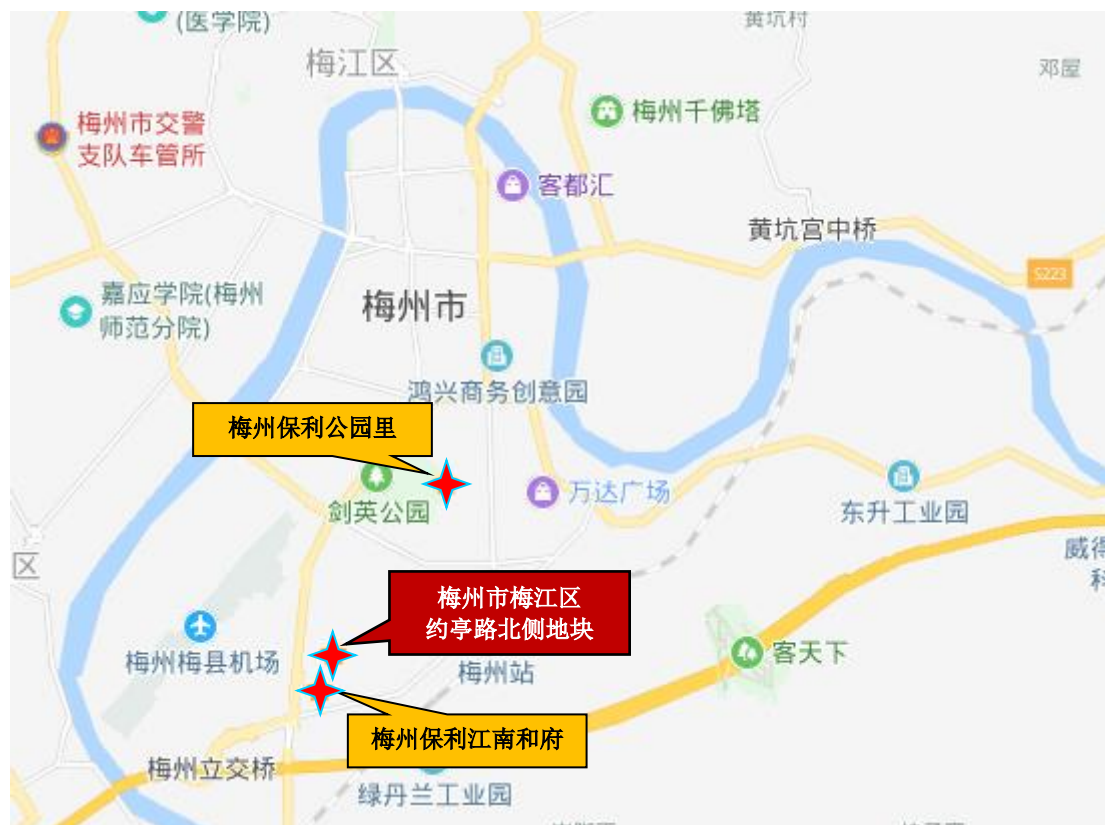 (医学院)
黄坑村
梅江区
邓屋
梅州千佛塔
梅州市交警
支队车管所
客都汇
黄坑宫中桥
S223
嘉应学院(梅州
师范分院)
梅州市
鸿兴商务创意园
梅州保利公园里
万达广场
剑英公园
东升工业园
威得
科
区
梅州市梅江区
约亭路北侧地块
梅州梅县机场
梅州站
客天下
梅州保利江南和府
梅州立交桥
绿丹兰工业园